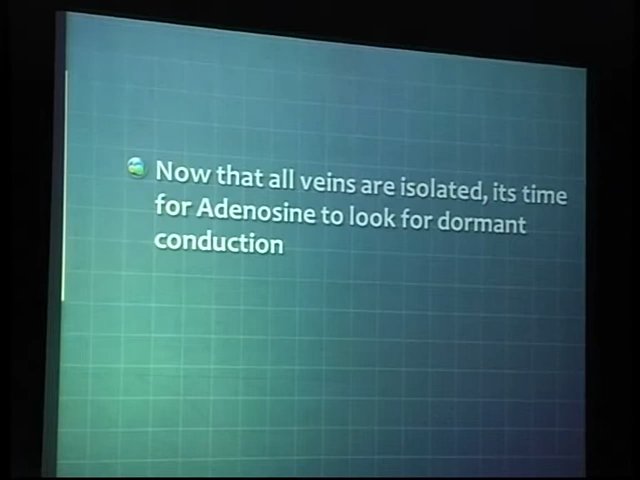 Now that all veins are isolated, its time
for Adenosine to look for dormant
conduction